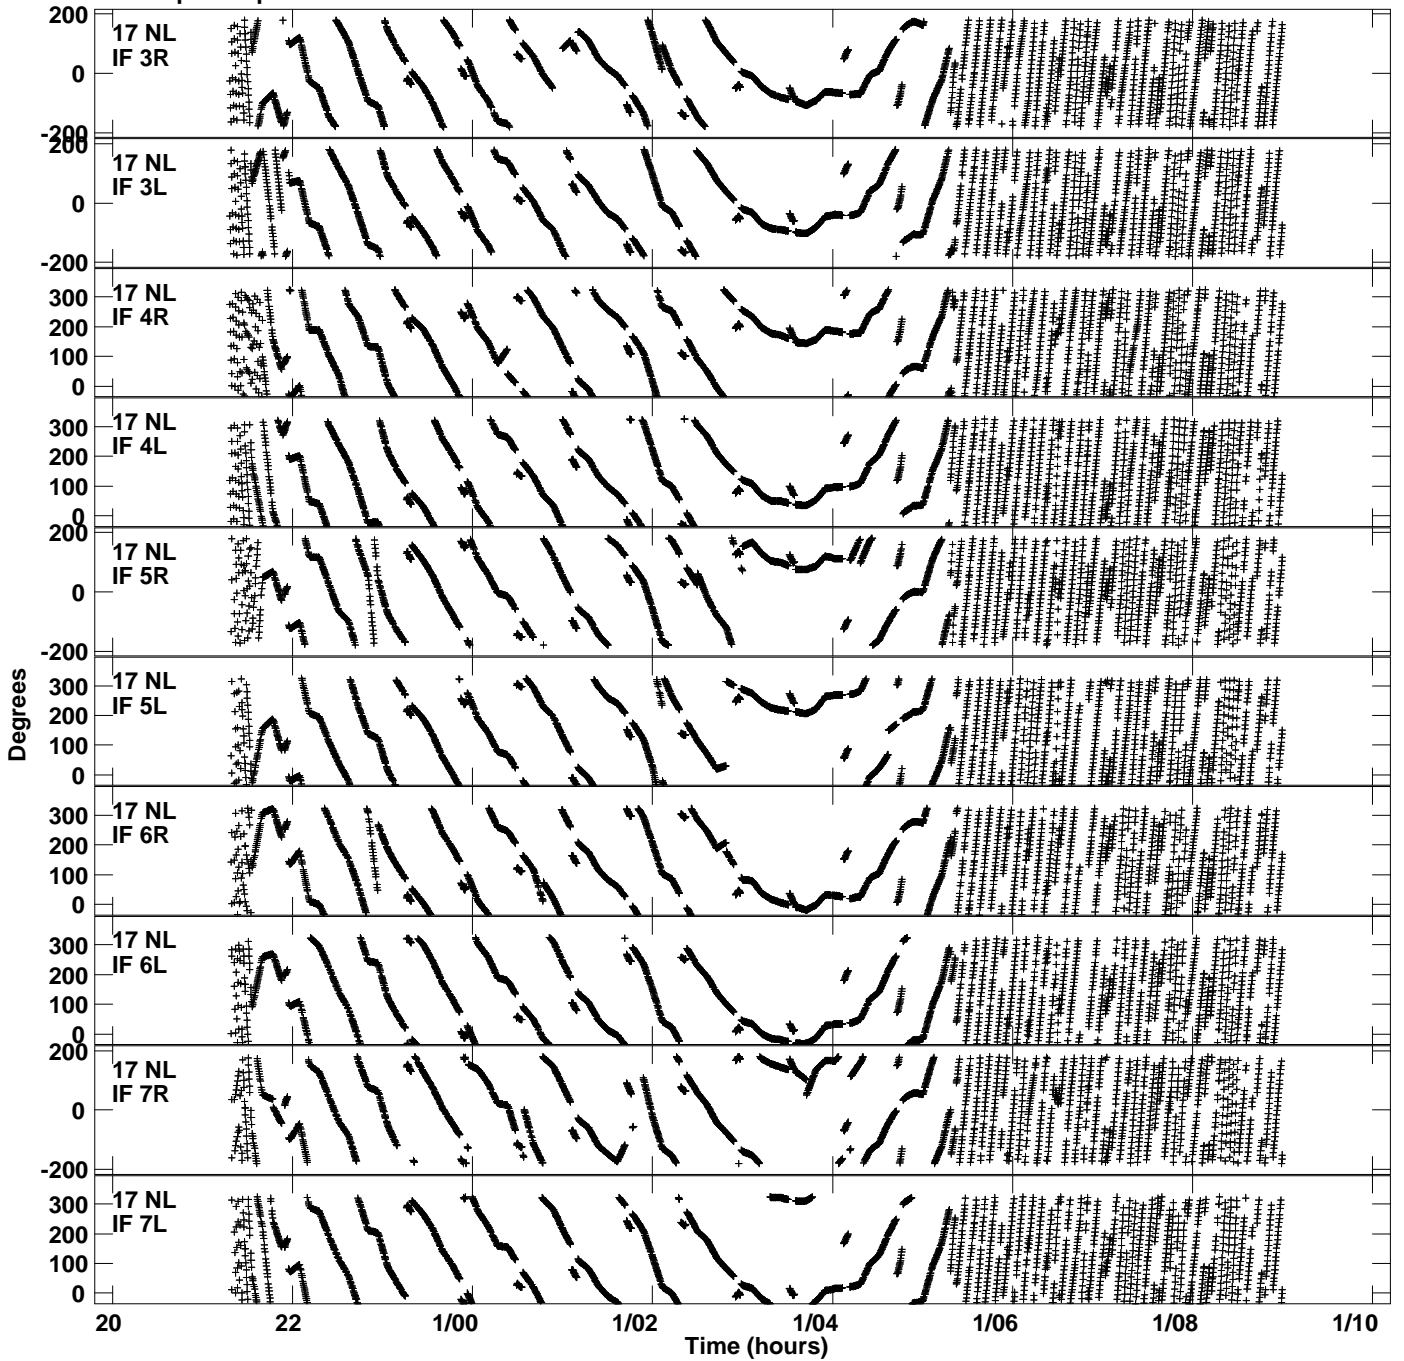 200
17 NL
IF 3R
0
-200
200
17 NL
IF 3L
0
-200
17 NL
IF 4R
300
200
100
0
17 NL
IF 4L
300
200
100
0
200
17 NL
IF 5R
0
-200
17 NL
IF 5L
300
200
100
0
17 NL
IF 6R
300
200
100
0
17 NL
IF 6L
300
200
100
0
200
17 NL
IF 7R
0
-200
17 NL
IF 7L
300
200
100
0
Degrees
20 22 1/00 1/02 1/04 1/06 1/08 1/10
Time (hours)